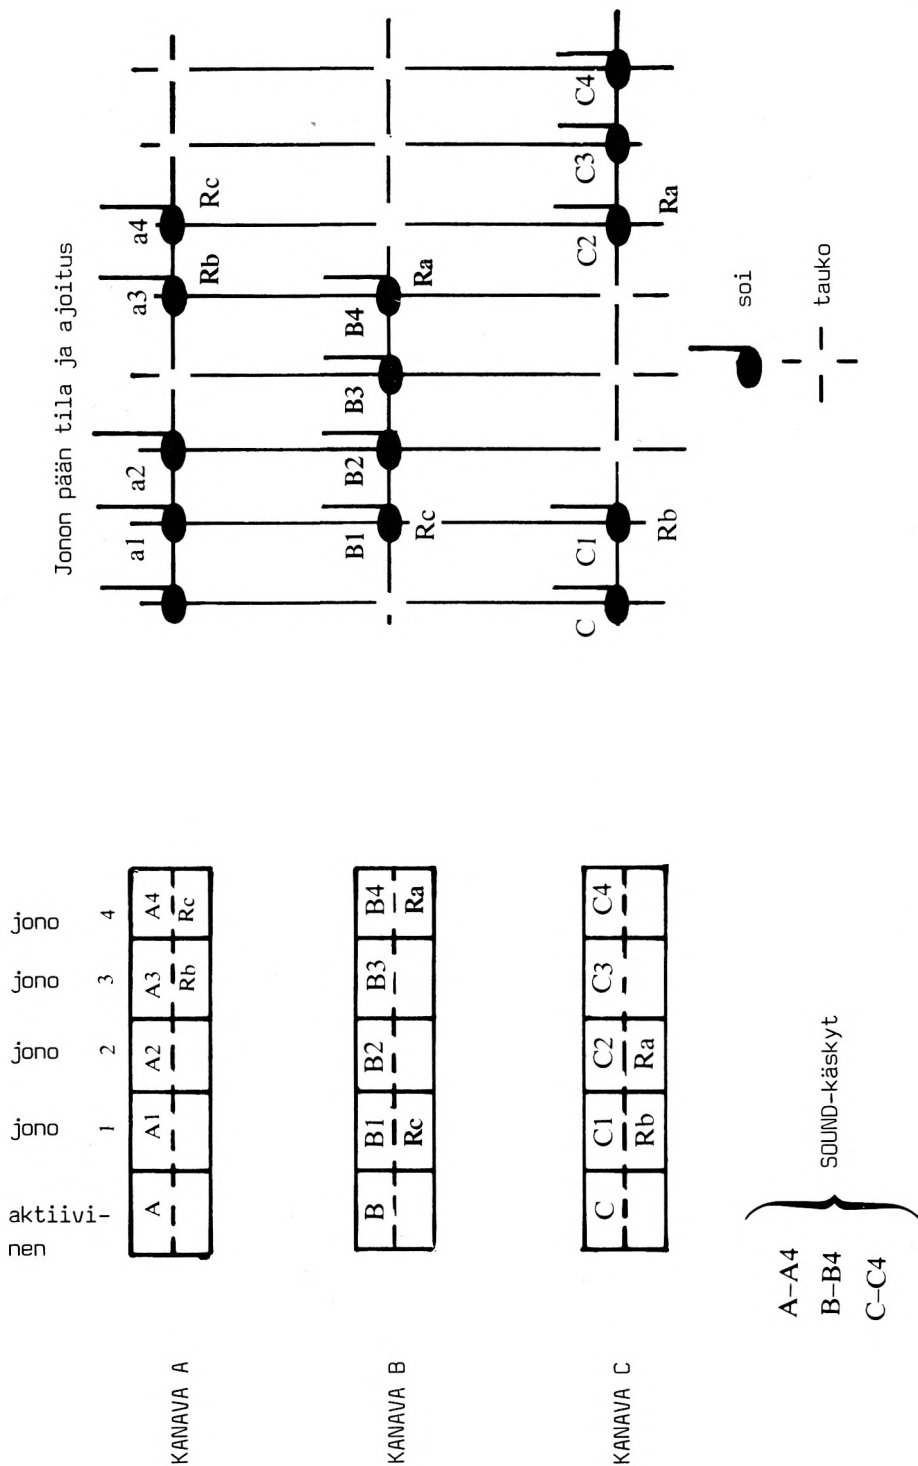 aktiivi-
nen
jono
1
jono
2
jono
3
jono
4
KANAVA A
A A1 A2 A3 A4
Rb Rc
KANAVA B
B B1 B2 B3 B4
Rc Ra
KANAVA C
C C1 C2 C3 C4
Rb Ra
A–A4
B–B4
C–C4
SOUND-käskyt
Jonon pään tila ja ajoitus
a1 a2 a3 a4
Rb Rc
B1 B2 B3 B4
Rc Ra
C C1 C2 C3 C4
Rb Ra
soi
tauko